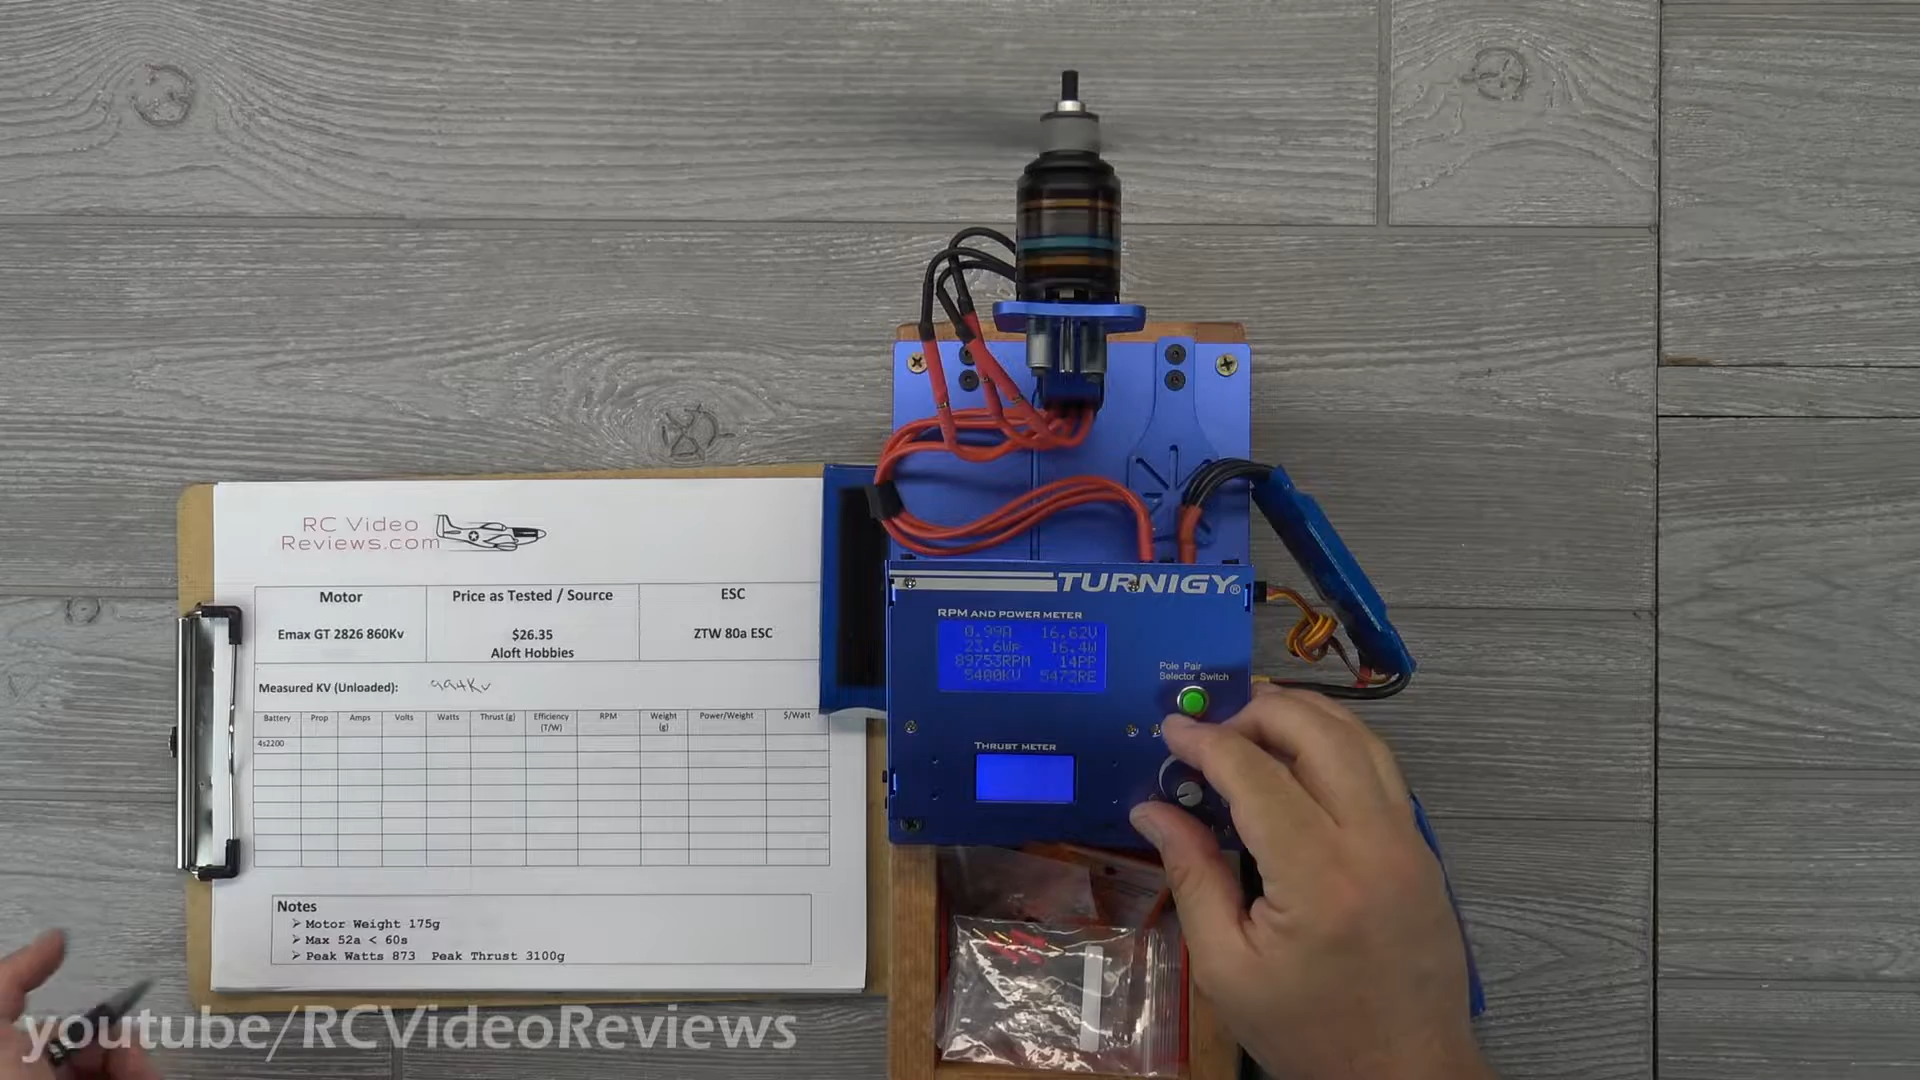 RC Video
Reviews.com
Motor
Price as Tested / Source
ESC
Emax GT 2826 860Kv
$26.35
Aloft Hobbies
ZTW 80a ESC
Measured KV (Unloaded): 994Kv
Battery Prop Amps Volts Watts Thrust (g) Efficiency (T/W) RPM Weight (g) Power/Weight $/Watt
4s2200
Notes
➢ Motor Weight 175g
➢ Max 52a < 60s
➢ Peak Watts 873 Peak Thrust 3100g
TURNIGY®
RPM AND POWER METER
0.99A 16.62V
23.6Wp 16.4W
89753RPM 14PP
5400KV 5472RE
Pole Pair
Selector Switch
THRUST METER
youtube/RCVideoReviews